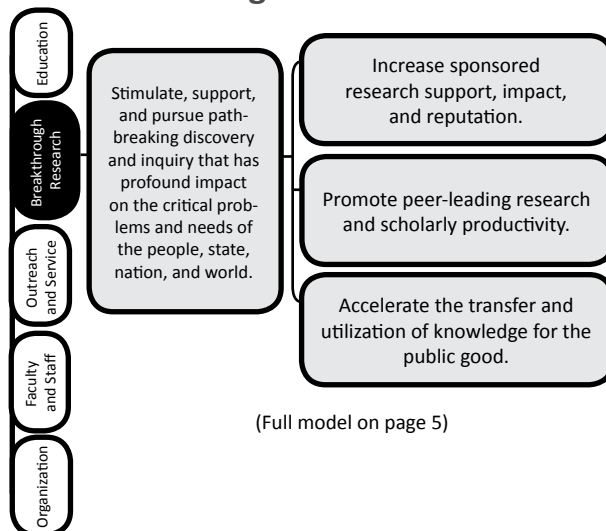 Education
Breakthrough
Research
Outreach
and Service
Faculty
and Staff
Organization
Stimulate, support,
and pursue path-
breaking discovery
and inquiry that has
profound impact
on the critical prob-
lems and needs of
the people, state,
nation, and world.
Increase sponsored
research support, impact,
and reputation.
Promote peer-leading research
and scholarly productivity.
Accelerate the transfer and
utilization of knowledge for the
public good.
(Full model on page 5)